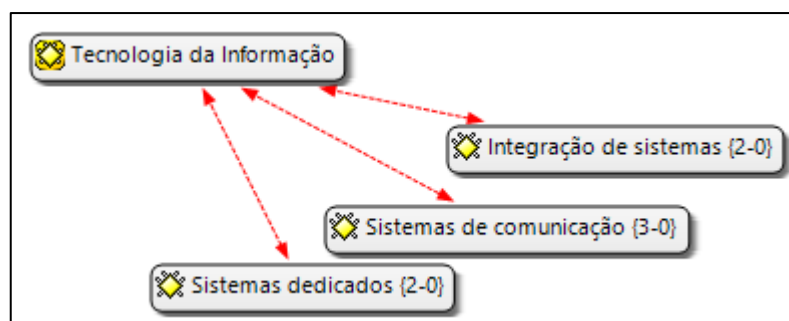 Tecnologia da Informação
Integração de sistemas {2-0}
Sistemas de comunicação {3-0}
Sistemas dedicados {2-0}